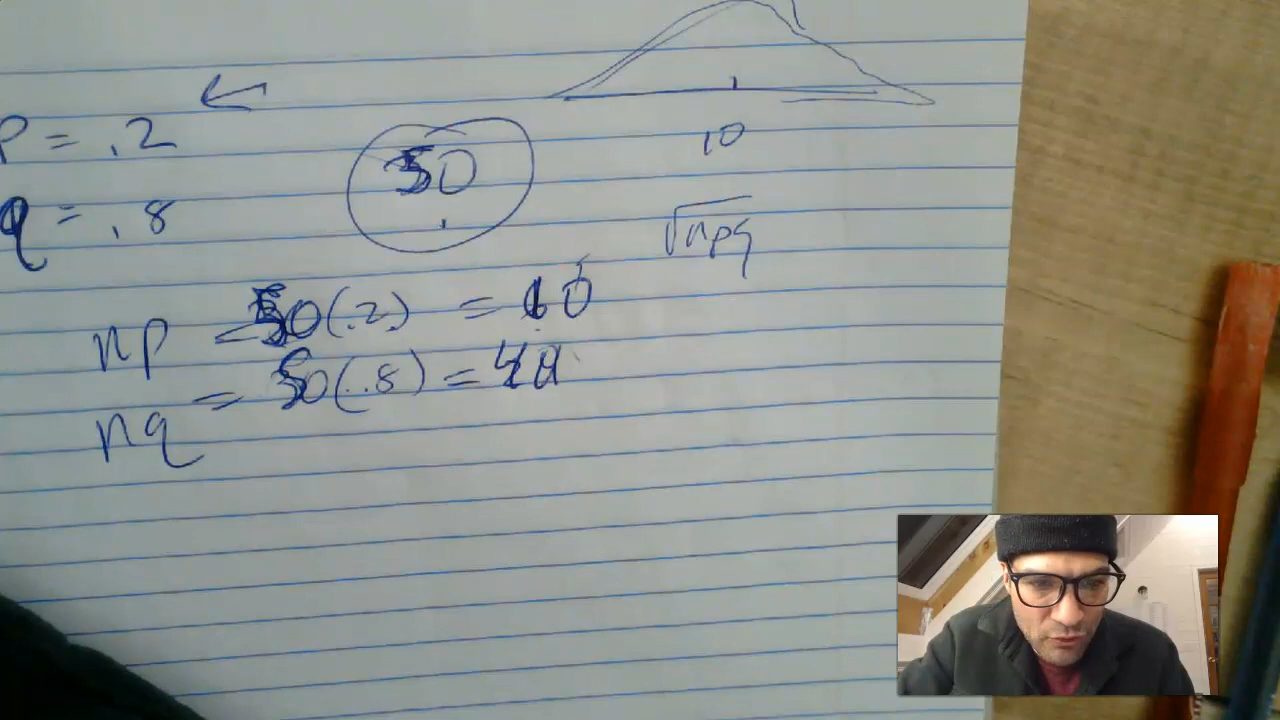 p = .2
q = .8
50
10
√npq
np = 50(.2) = 10
nq = 50(.8) = 40